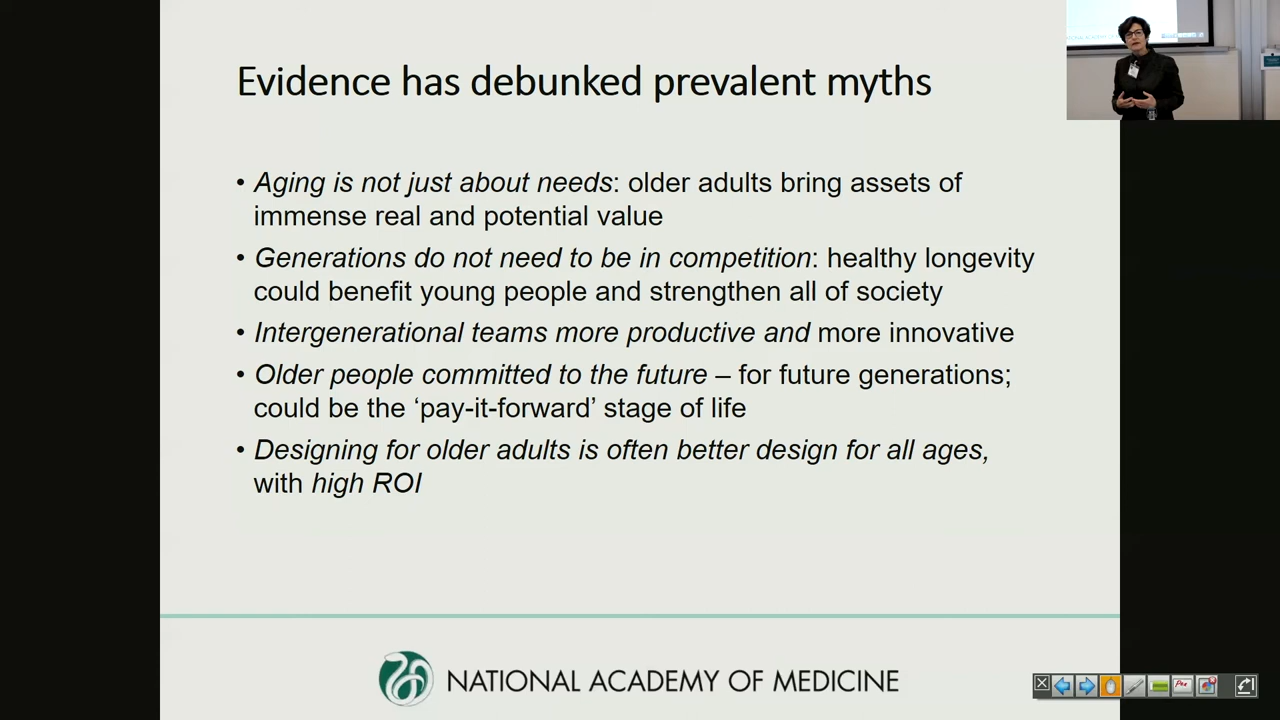 Evidence has debunked prevalent myths
• Aging is not just about needs: older adults bring assets of
immense real and potential value
• Generations do not need to be in competition: healthy longevity
could benefit young people and strengthen all of society
• Intergenerational teams more productive and more innovative
• Older people committed to the future – for future generations;
could be the ‘pay-it-forward’ stage of life
• Designing for older adults is often better design for all ages,
with high ROI
NATIONAL ACADEMY OF MEDICINE